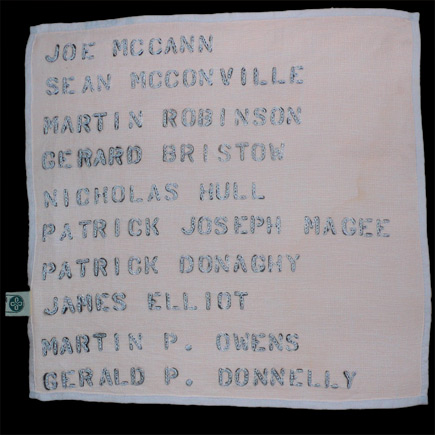 JOE MCCANN
SEAN MCCONVILLE
MARTIN ROBINSON
GERARD BRISTOW
NICHOLAS HULL
PATRICK JOSEPH MAGEE
PATRICK DONAGHY
JAMES ELLIOT
MARTIN P. OWENS
GERALD P. DONNELLY